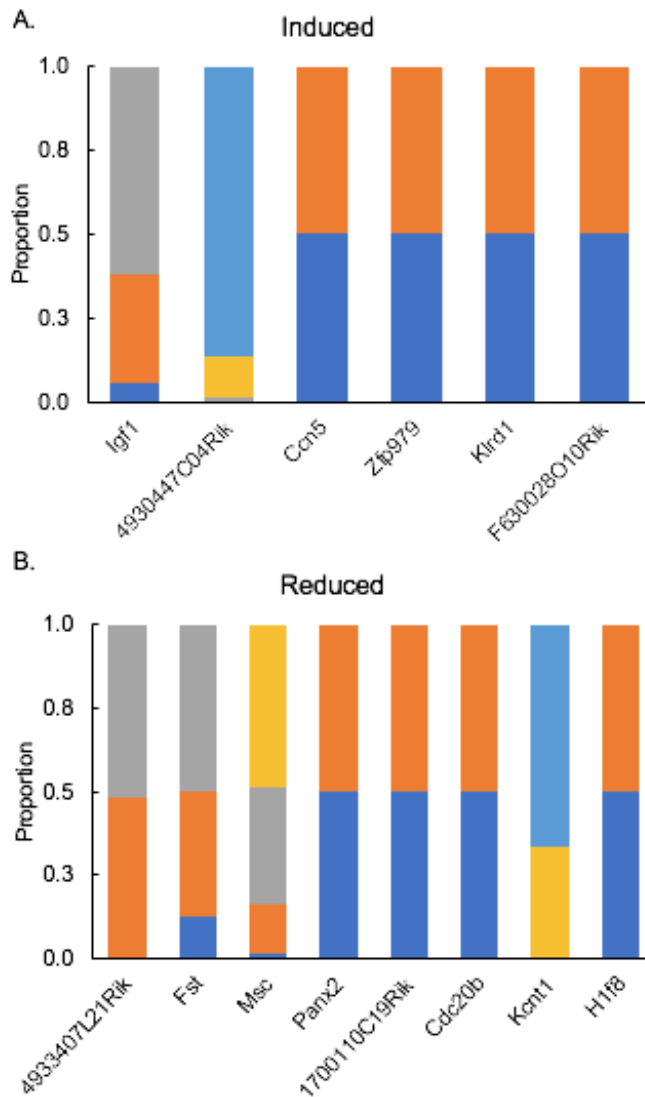 A.
Induced
Proportion
1.0
0.8
0.5
0.3
0.0
Igf1
4930447C04Rik
Ccn5
Zfp979
Klrd1
F630028O10Rik
B.
Reduced
Proportion
1.0
0.8
0.5
0.3
0.0
4933407L21Rik
Fst
Msc
Panx2
1700110C19Rik
Cdc20b
Kcnt1
H1f8